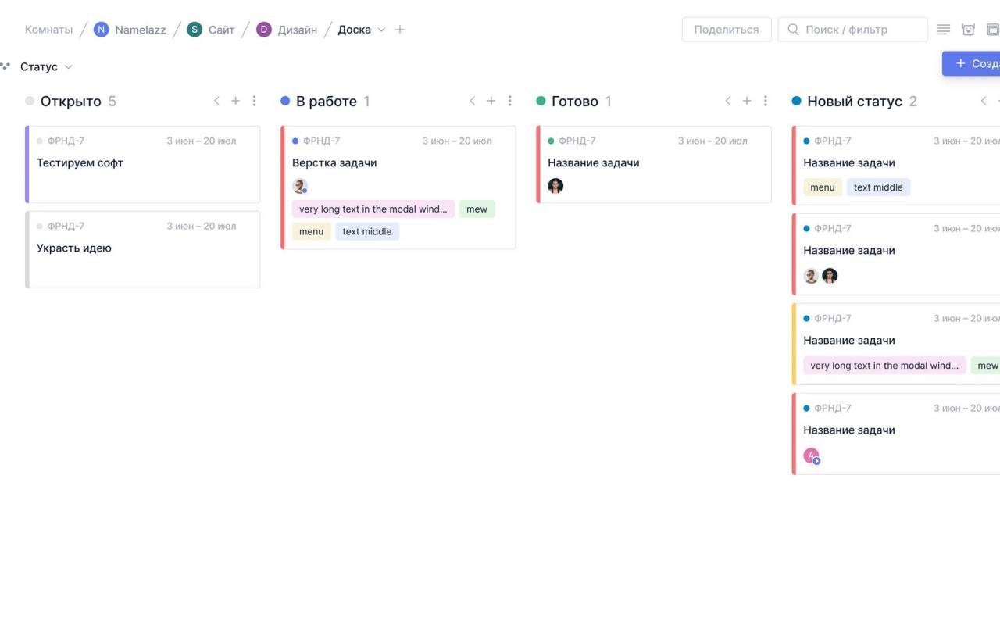 Комнаты / N Namelazz / S Сайт / D Дизайн / Доска
Поделиться
Поиск / фильтр
Статус
+ Созда
Открыто 5
ФРНД-7 3 июн – 20 июл
Тестируем софт
ФРНД-7 3 июн – 20 июл
Украсть идею
В работе 1
ФРНД-7 3 июн – 20 июл
Верстка задачи
very long text in the modal wind... mew
menu text middle
Готово 1
ФРНД-7 3 июн – 20 июл
Название задачи
Новый статус 2
ФРНД-7 3 июн – 20 июл
Название задачи
menu text middle
ФРНД-7 3 июн – 20 июл
Название задачи
ФРНД-7 3 июн – 20 июл
Название задачи
very long text in the modal wind... mew
ФРНД-7 3 июн – 20 июл
Название задачи
A